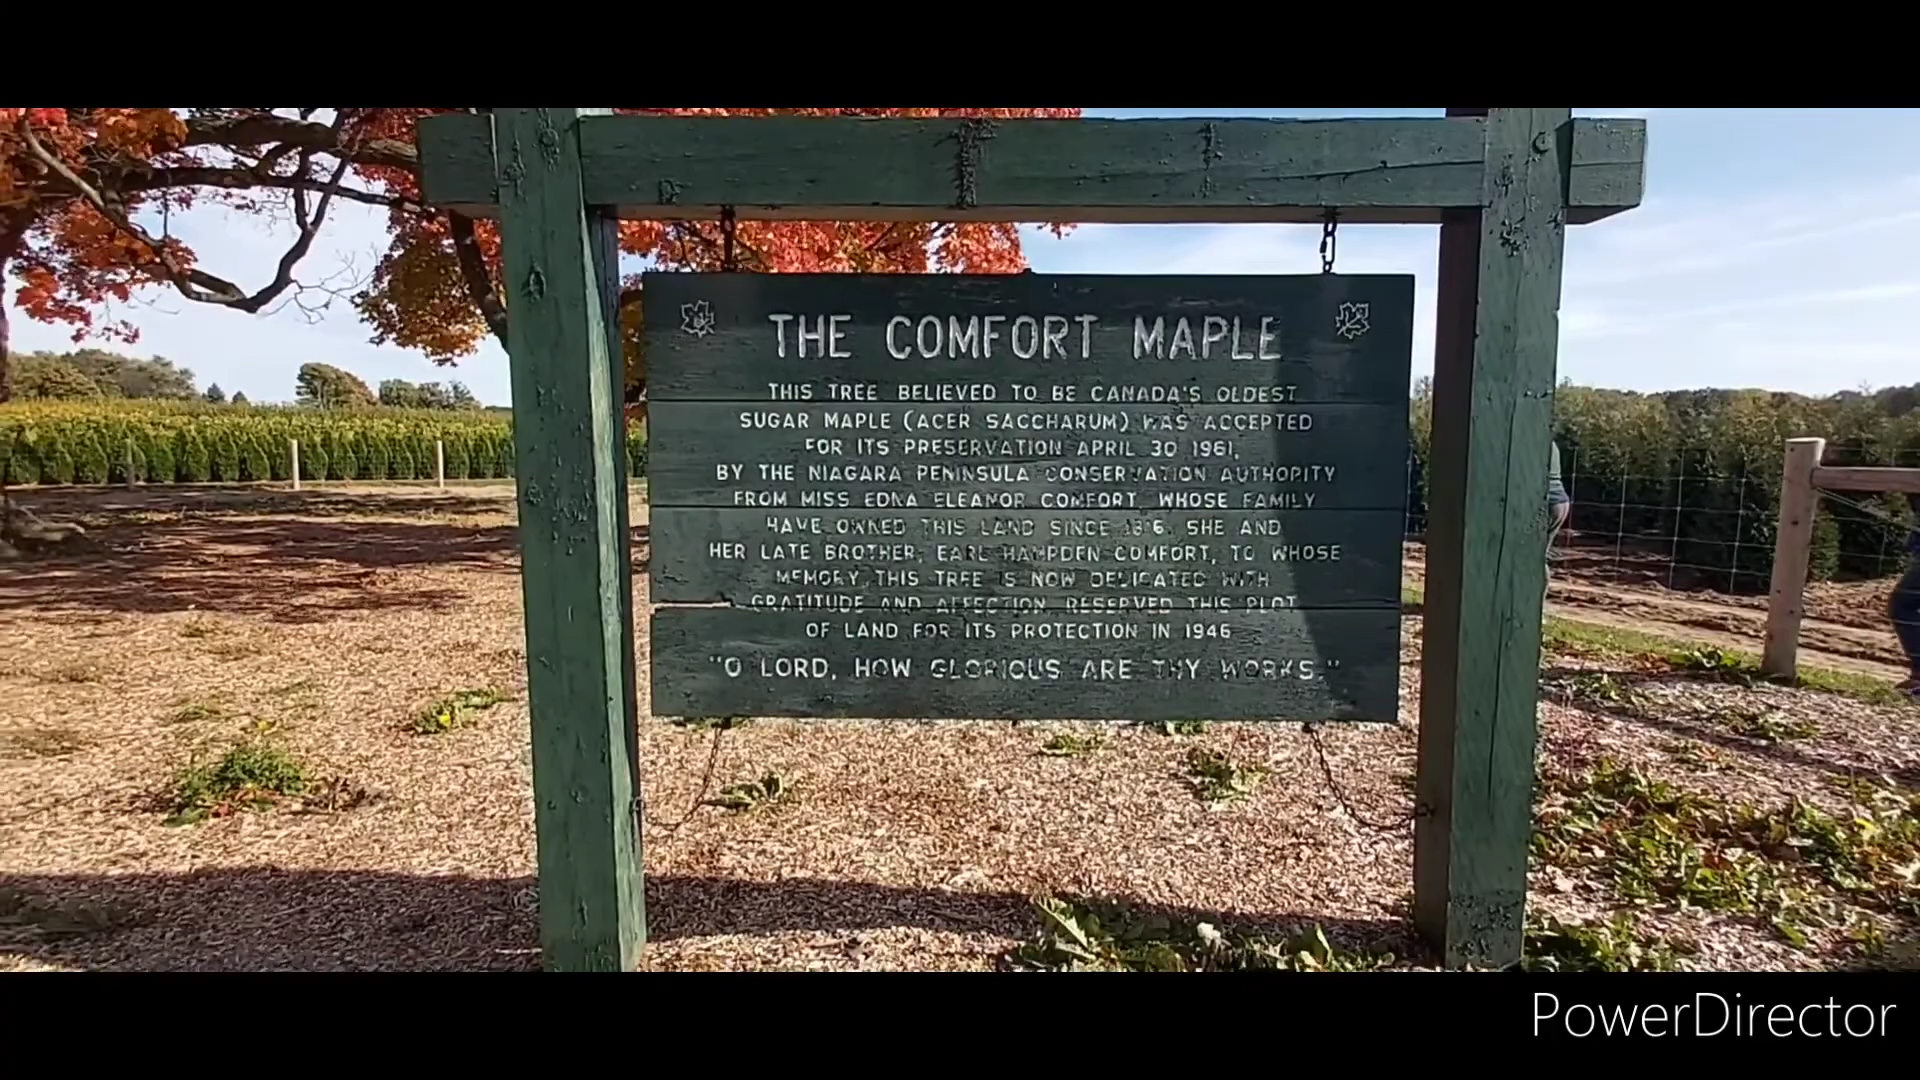 THE COMFORT MAPLE
THIS TREE BELIEVED TO BE CANADA'S OLDEST
SUGAR MAPLE (ACER SACCHARUM) WAS ACCEPTED
FOR ITS PRESERVATION APRIL 30 1961,
BY THE NIAGARA PENINSULA CONSERVATION AUTHORITY
FROM MISS EDNA ELEANOR COMFORT, WHOSE FAMILY
HAVE OWNED THIS LAND SINCE 1816. SHE AND
HER LATE BROTHER, EARL HAMPDEN COMFORT, TO WHOSE
MEMORY THIS TREE IS NOW DEDICATED WITH
GRATITUDE AND AFFECTION, RESERVED THIS PLOT
OF LAND FOR ITS PROTECTION IN 1946
"O LORD, HOW GLORIOUS ARE THY WORKS."
PowerDirector